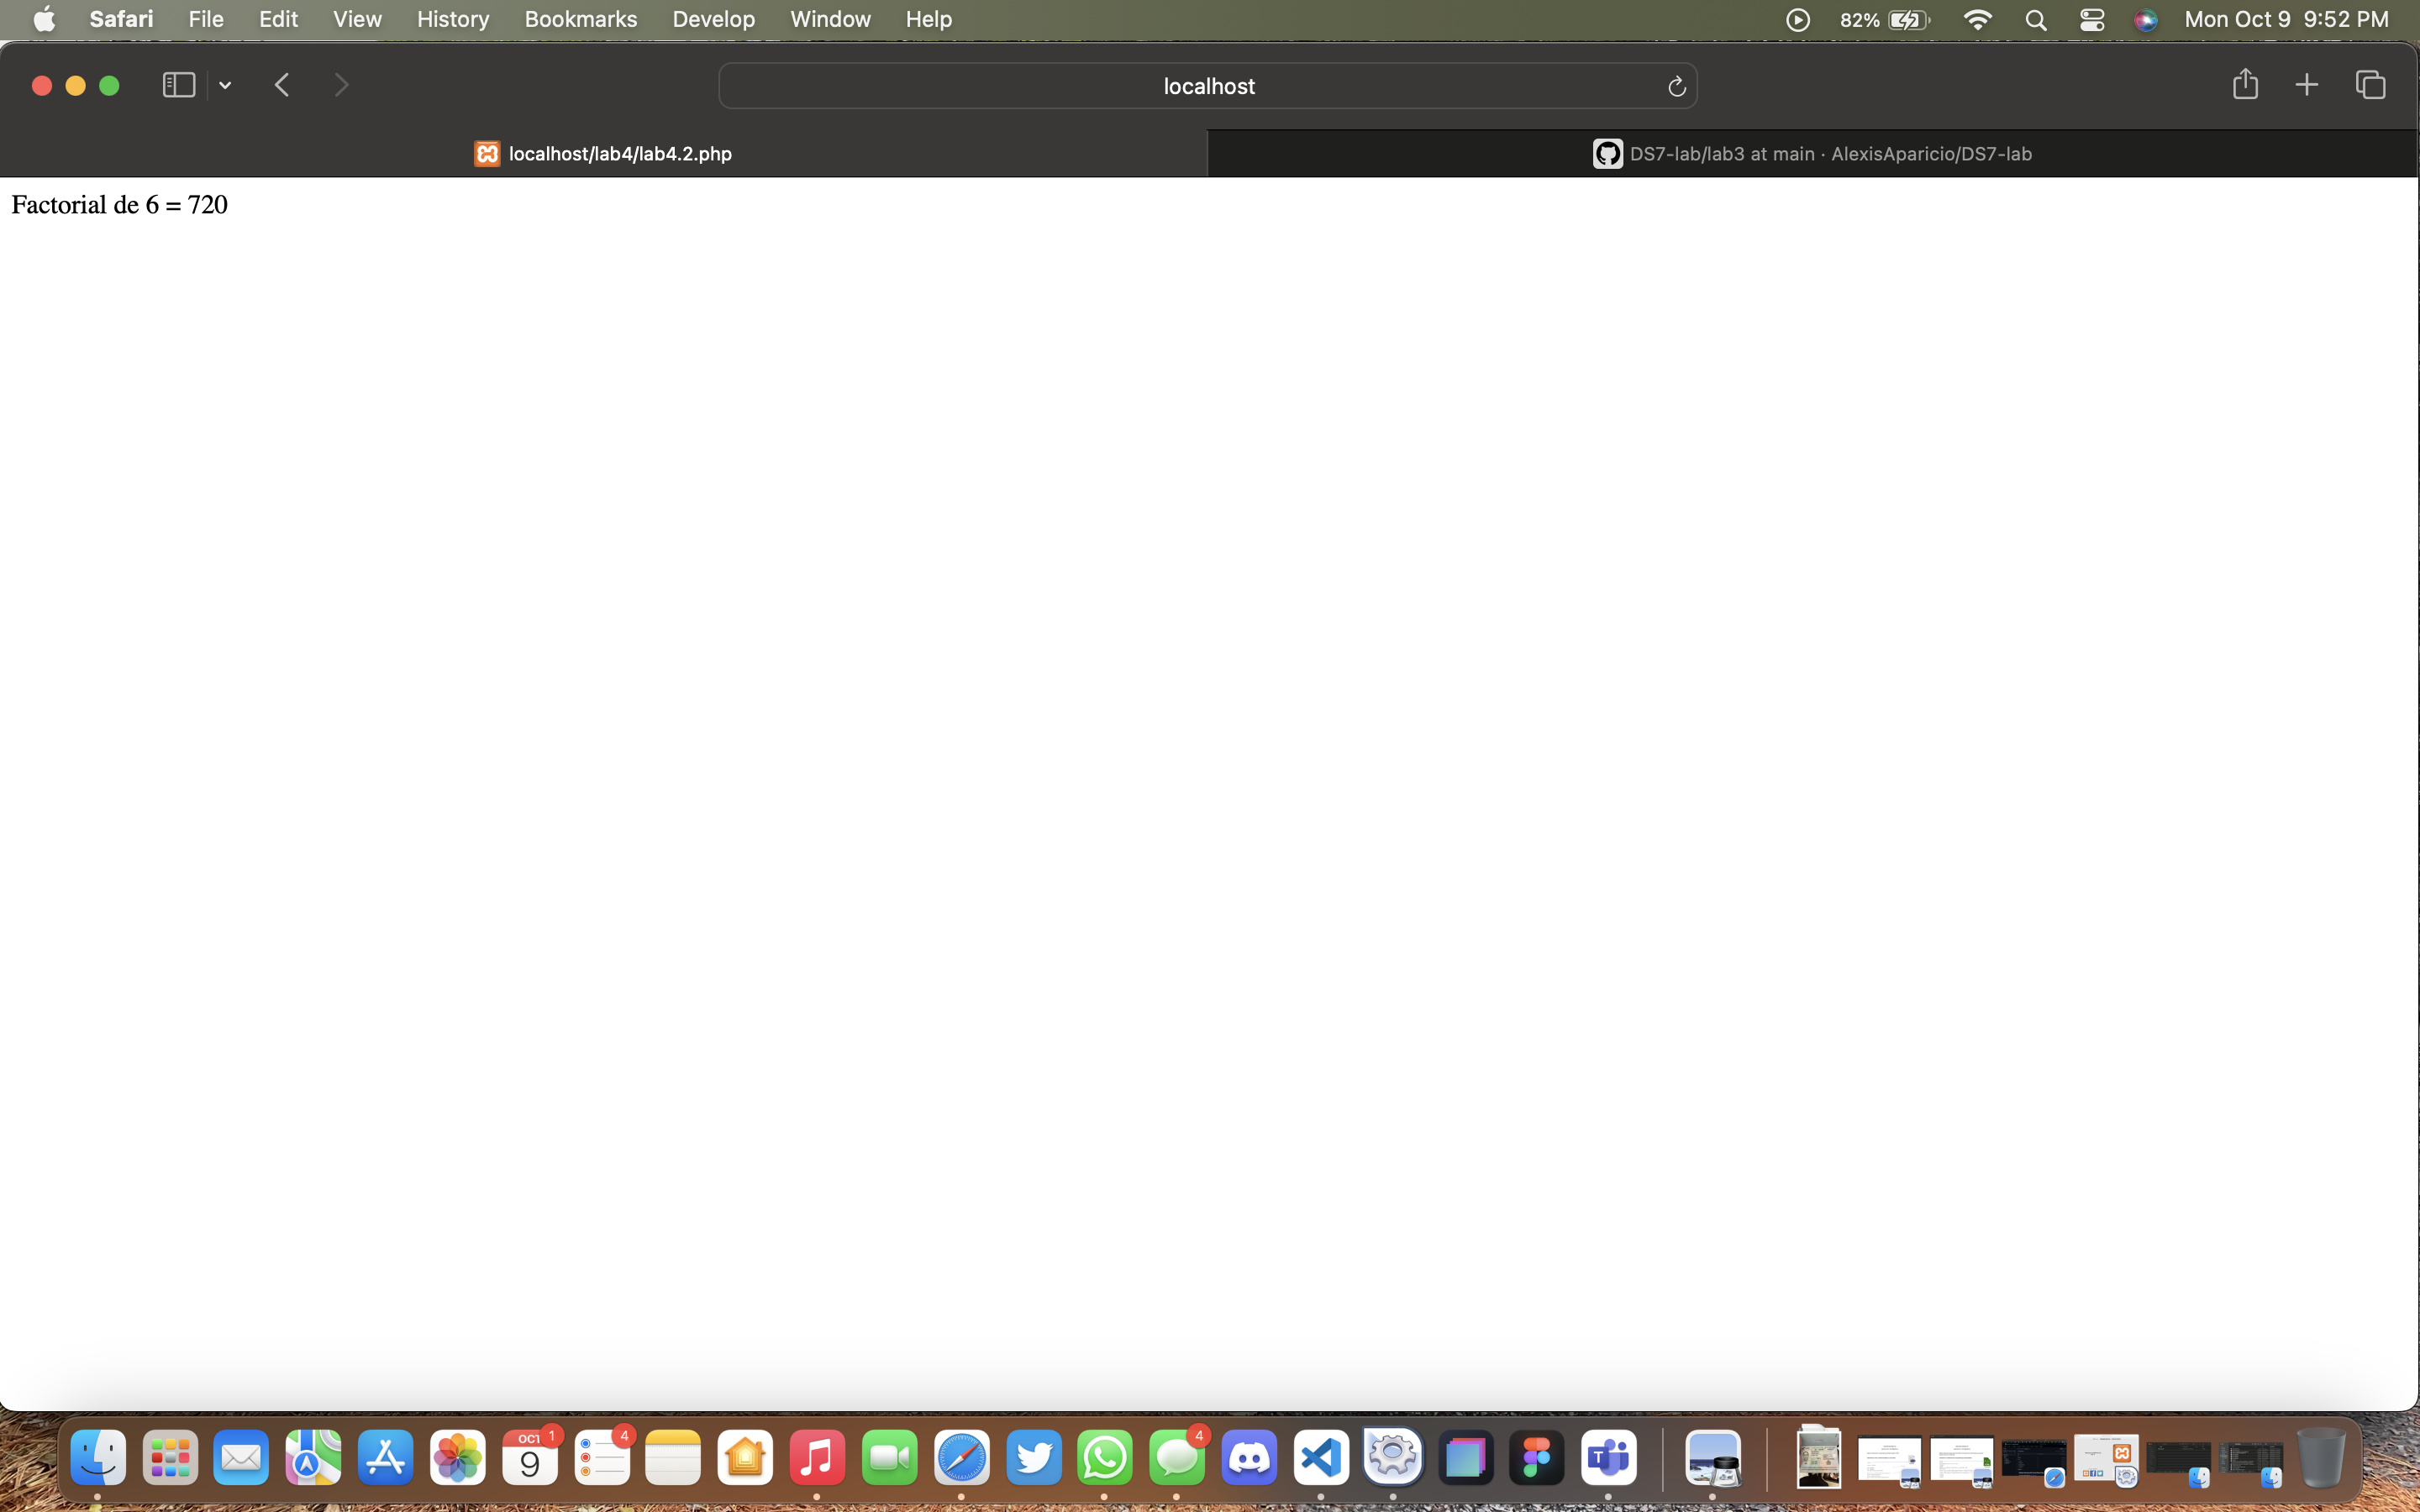 Safari File Edit View History Bookmarks Develop Window Help 82% Mon Oct 9 9:52 PM
localhost
localhost/lab4/lab4.2.php DS7-lab/lab3 at main · AlexisAparicio/DS7-lab
Factorial de 6 = 720
OCT 1 4 4
9